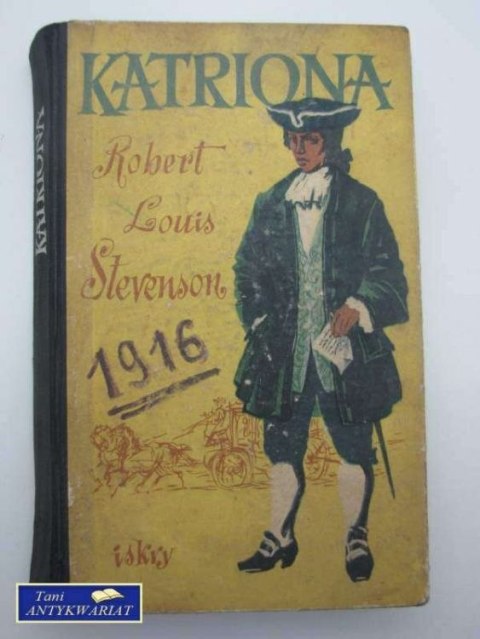 KATRIONA
Robert
Louis
Stevenson
1916
iskry
KATRIONA
Tani
ANTYKWARIAT